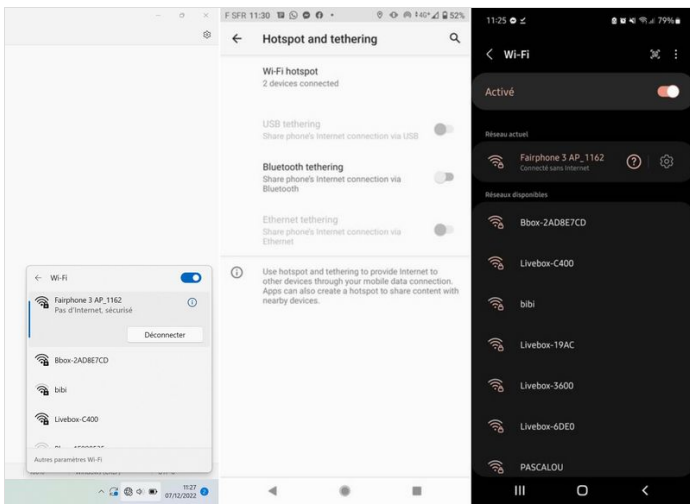 ← Wi-Fi
Fairphone 3 AP_1162
Pas d'Internet, sécurisé
Déconnecter
Bbox-2AD8E7CD
bibi
Livebox-C400
Autres paramètres Wi-Fi
11:27
07/12/2022
F SFR 11:30
4G+ 52%
← Hotspot and tethering
Wi-Fi hotspot
2 devices connected
USB tethering
Share phone's internet connection via USB
Bluetooth tethering
Share phone's internet connection via
Bluetooth
Ethernet tethering
Share phone's internet connection via
Ethernet
Use hotspot and tethering to provide internet to
other devices through your mobile data connection.
Apps can also create a hotspot to share content with
nearby devices.
11:25
79%
< Wi-Fi
Activé
Réseau actuel
Fairphone 3 AP_1162
Connecté sans Internet
Réseaux disponibles
Bbox-2AD8E7CD
Livebox-C400
bibi
Livebox-19AC
Livebox-3600
Livebox-6DE0
PASCALOU